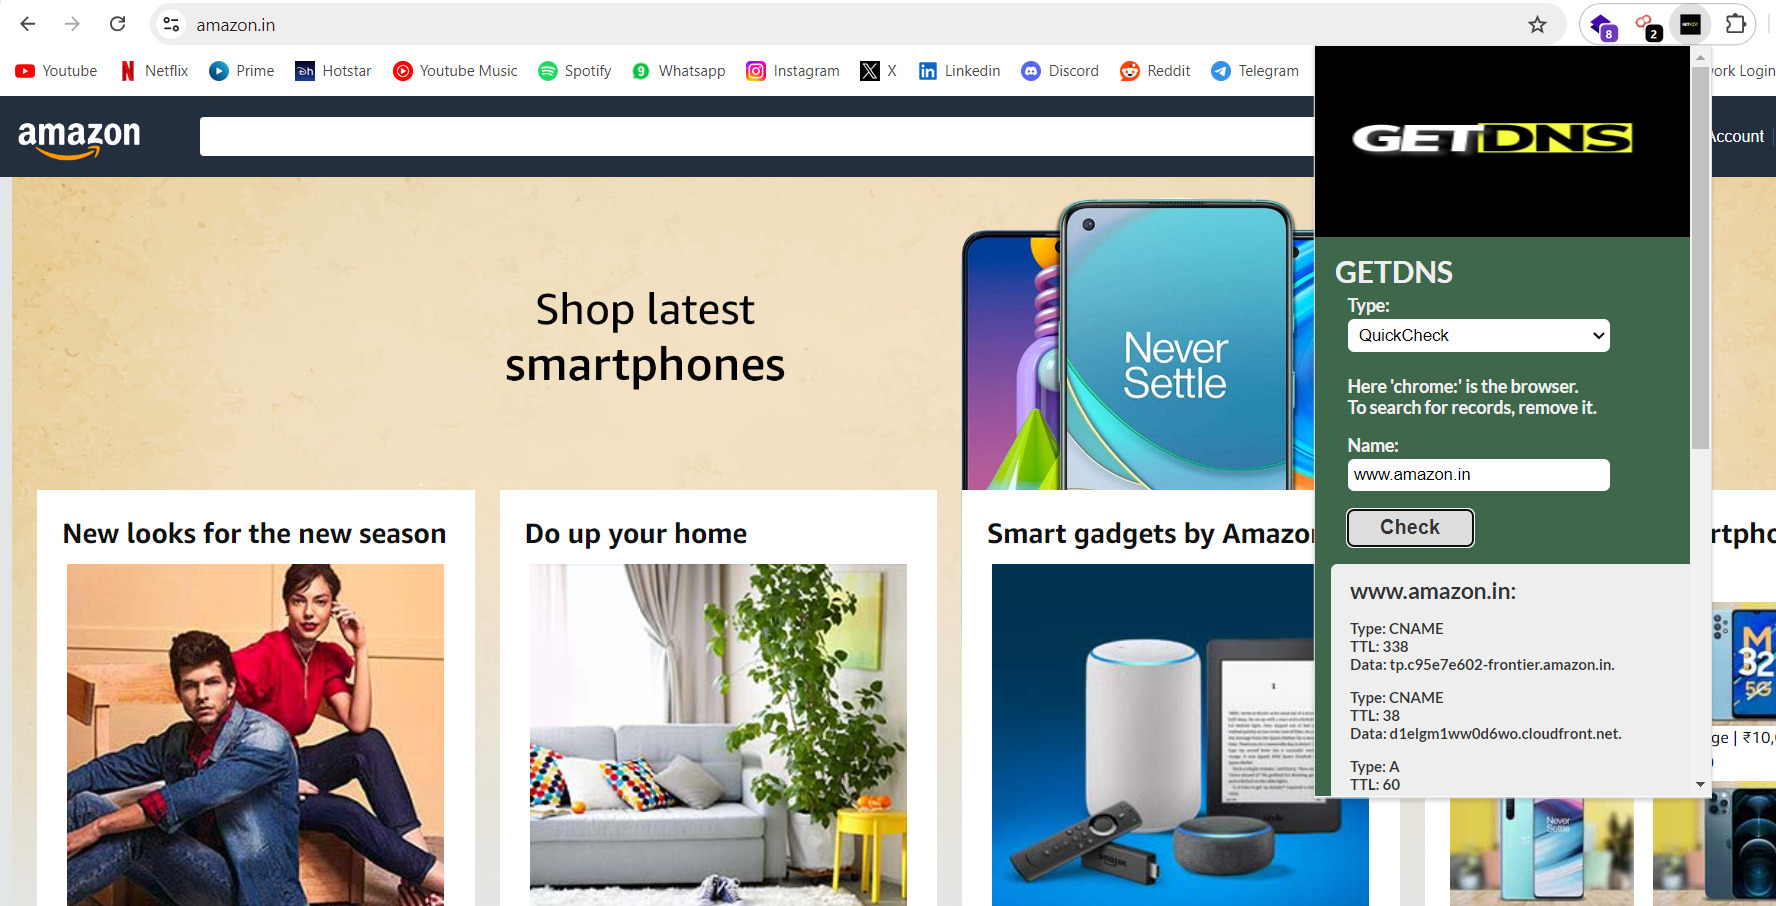 amazon.in
8
2
GETDNS
Youtube
Netflix
Prime
Hotstar
Youtube Music
Spotify
9
Whatsapp
Instagram
X
Linkedin
Discord
Reddit
Telegram
ork Login
amazon
Account
GETDNS
Shop latest
smartphones
Never
Settle
GETDNS
Type:
QuickCheck
Here 'chrome:' is the browser.
To search for records, remove it.
Name:
www.amazon.in
Check
www.amazon.in:
Type: CNAME
TTL: 338
Data: tp.c95e7e602-frontier.amazon.in.
Type: CNAME
TTL: 38
Data: d1elgm1ww0d6wo.cloudfront.net.
Type: A
TTL: 60
New looks for the new season
Do up your home
Smart gadgets by Amazo
rtpho
M
32
5G
ge | ₹10,
Never
Settle